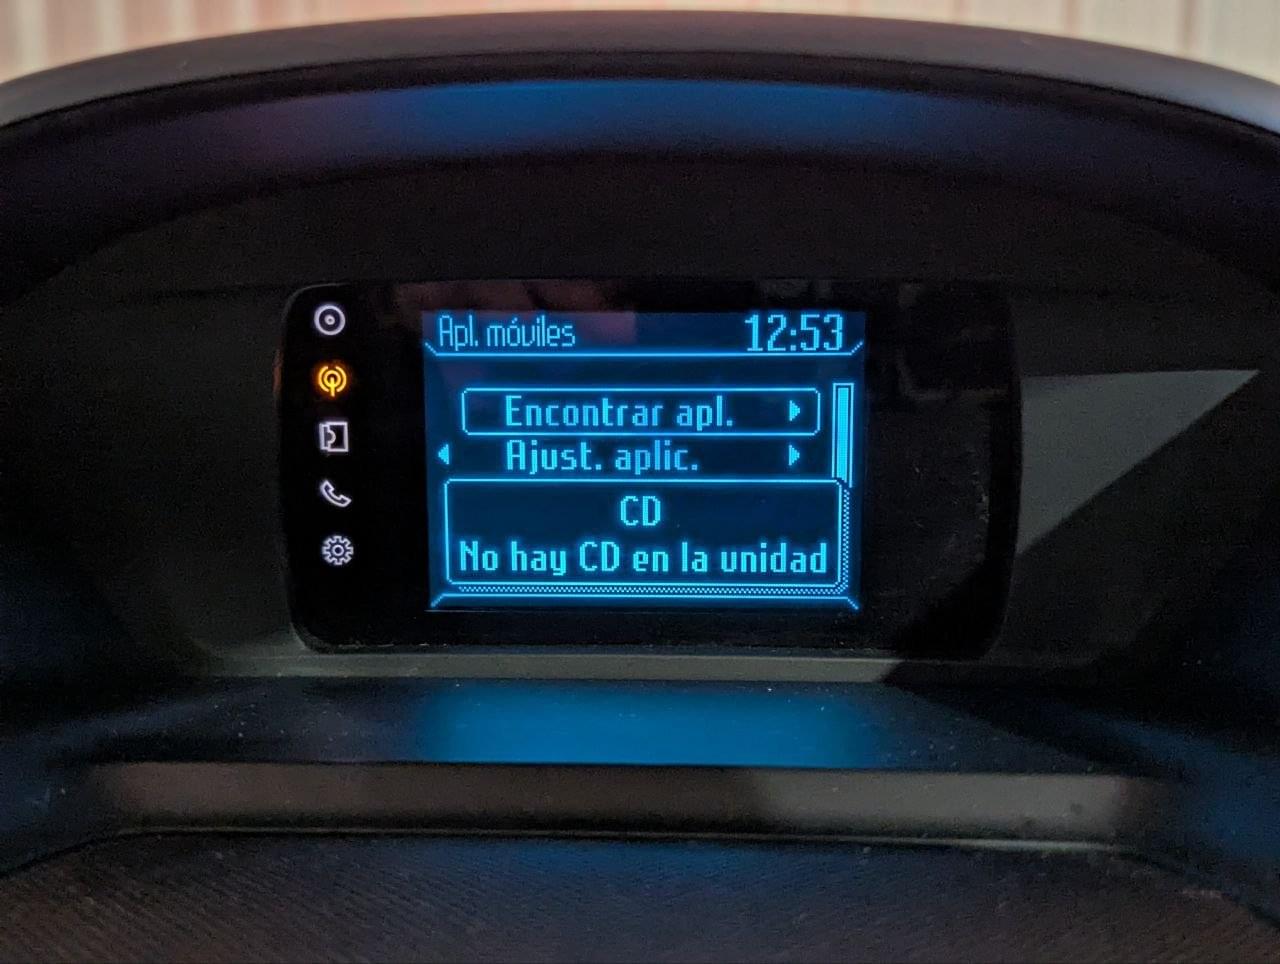 Apl. móviles 12:53
Encontrar apl.
Ajust. aplic.
CD
No hay CD en la unidad